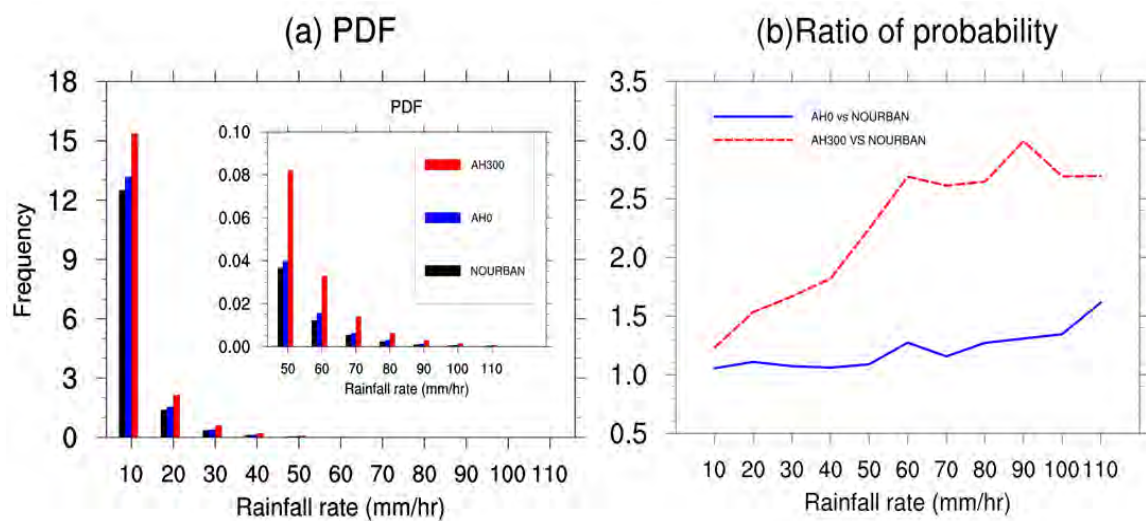 (a) PDF
18
15
12
9
6
3
0
Frequency
10 20 30 40 50 60 70 80 90 100 110
Rainfall rate (mm/hr)
PDF
0.10
0.08
0.06
0.04
0.02
0.00
AH300
AH0
NOURBAN
50 60 70 80 90 100 110
Rainfall rate (mm/hr)
(b)Ratio of probability
3.5
3.0
2.5
2.0
1.5
1.0
0.5
AH0 vs NOURBAN
AH300 VS NOURBAN
10 20 30 40 50 60 70 80 90 100 110
Rainfall rate (mm/hr)